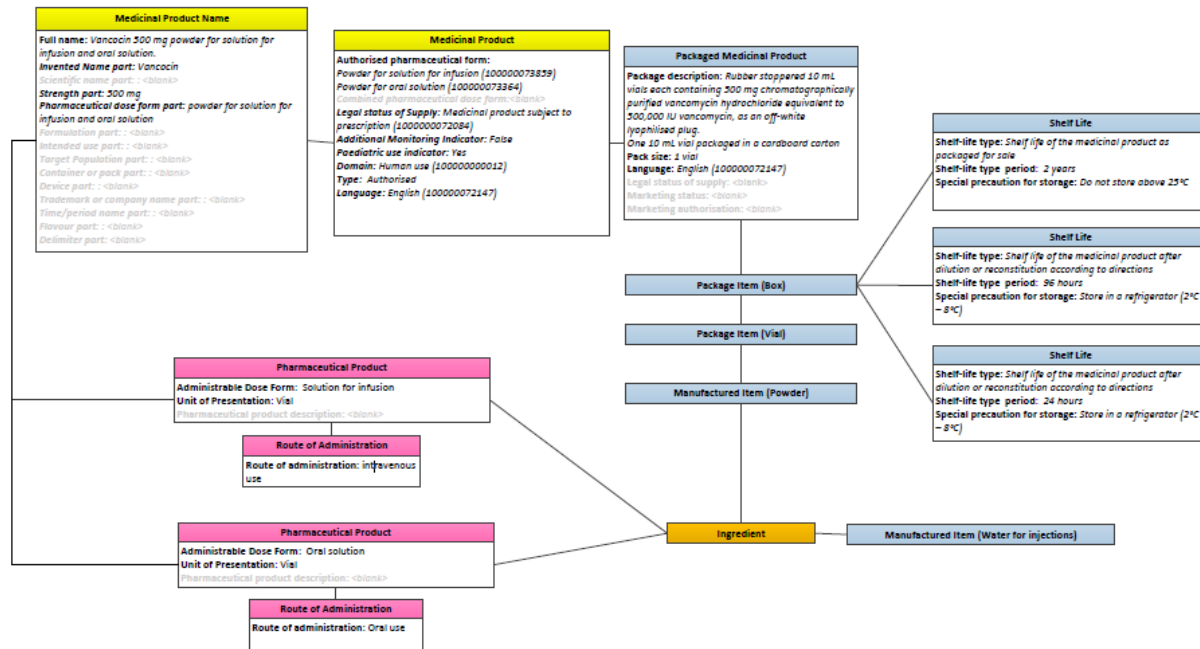 Medicinal Product Name
Full name: Vancocin 500 mg powder for solution for
infusion and oral solution.
Invented Name part: Vancocin
Scientific name part: : <blank>
Strength part: 500 mg
Pharmaceutical dose form part: powder for solution for
infusion and oral solution
Formulation part: : <blank>
Intended use part: : <blank>
Target Population part: : <blank>
Container or pack part: : <blank>
Device part: : <blank>
Trademark or company name part: : <blank>
Time/period name part: : <blank>
Flavour part: : <blank>
Delimiter part: : <blank>
Medicinal Product
Authorised pharmaceutical form:
Powder for solution for infusion (100000073859)
Powder for oral solution (100000073364)
Combined pharmaceutical dose form:<blank>
Legal status of Supply: Medicinal product subject to
prescription (100000072084)
Additional Monitoring Indicator: False
Paediatric use indicator: Yes
Domain: Human use (100000000012)
Type: Authorised
Language: English (100000072147)
Packaged Medicinal Product
Package description: Rubber stoppered 10 mL
vials each containing 500 mg chromatographically
purified vancomycin hydrochloride equivalent to
500,000 IU vancomycin, as an off-white
lyophilised plug.
One 10 mL vial packaged in a cardboard carton
Pack size: 1 vial
Language: English (100000072147)
Legal status of supply: <blank>
Marketing status: <blank>
Marketing authorisation: <blank>
Shelf Life
Shelf-life type: Shelf life of the medicinal product as
packaged for sale
Shelf-life type period: 2 years
Special precaution for storage: Do not store above 25°C
Shelf Life
Shelf-life type: Shelf life of the medicinal product after
dilution or reconstitution according to directions
Shelf-life type period: 96 hours
Special precaution for storage: Store in a refrigerator (2°C
– 8°C)
Shelf Life
Shelf-life type: Shelf life of the medicinal product after
dilution or reconstitution according to directions
Shelf-life type period: 24 hours
Special precaution for storage: Store in a refrigerator (2°C
– 8°C)
Package Item (Box)
Package Item (Vial)
Manufactured Item (Powder)
Pharmaceutical Product
Administrable Dose Form: Solution for infusion
Unit of Presentation: Vial
Pharmaceutical product description: <blank>
Route of Administration
Route of administration: intravenous
use
Pharmaceutical Product
Administrable Dose Form: Oral solution
Unit of Presentation: Vial
Pharmaceutical product description: <blank>
Route of Administration
Route of administration: Oral use
Ingredient
Manufactured Item (Water for injections)